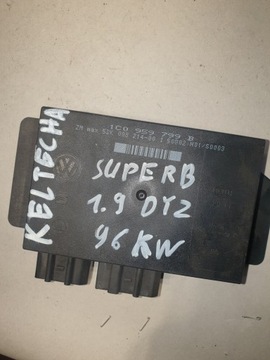 1C0 959 799 B
KELTECHA
SUPERB
1.9 DTZ
96 KW